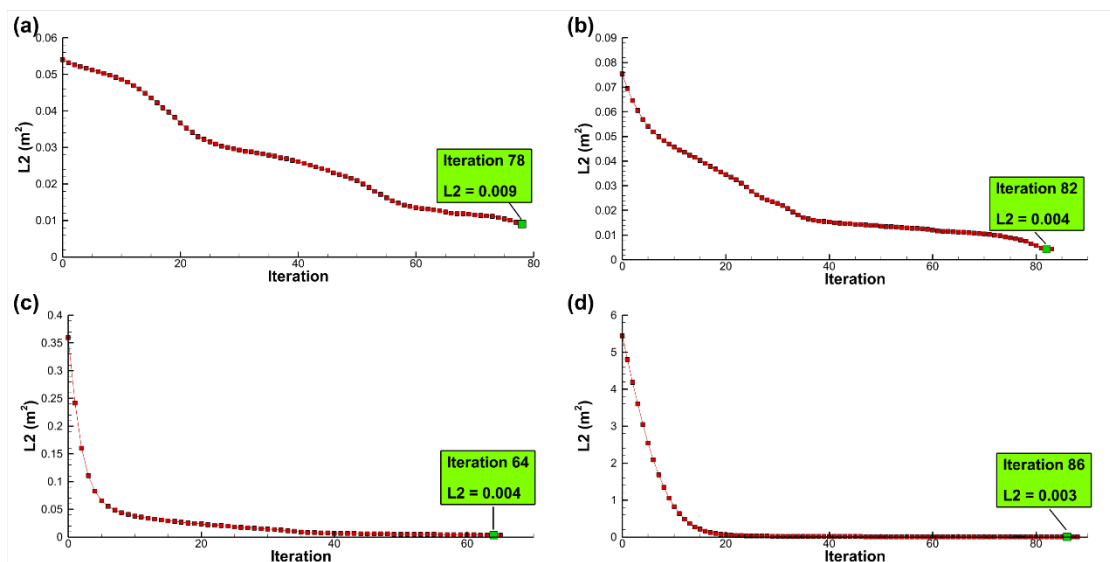 (a)
0.06
0.05
0.04
0.03
0.02
0.01
0
L2 (m²)
0
20
40
60
80
Iteration
Iteration 78
L2 = 0.009
(b)
0.09
0.08
0.07
0.06
0.05
0.04
0.03
0.02
0.01
0
L2 (m²)
0
20
40
60
80
Iteration
Iteration 82
L2 = 0.004
(c)
0.4
0.35
0.3
0.25
0.2
0.15
0.1
0.05
0
L2 (m²)
0
20
40
60
Iteration
Iteration 64
L2 = 0.004
(d)
6
5
4
3
2
1
0
L2 (m²)
0
20
40
60
80
Iteration
Iteration 86
L2 = 0.003